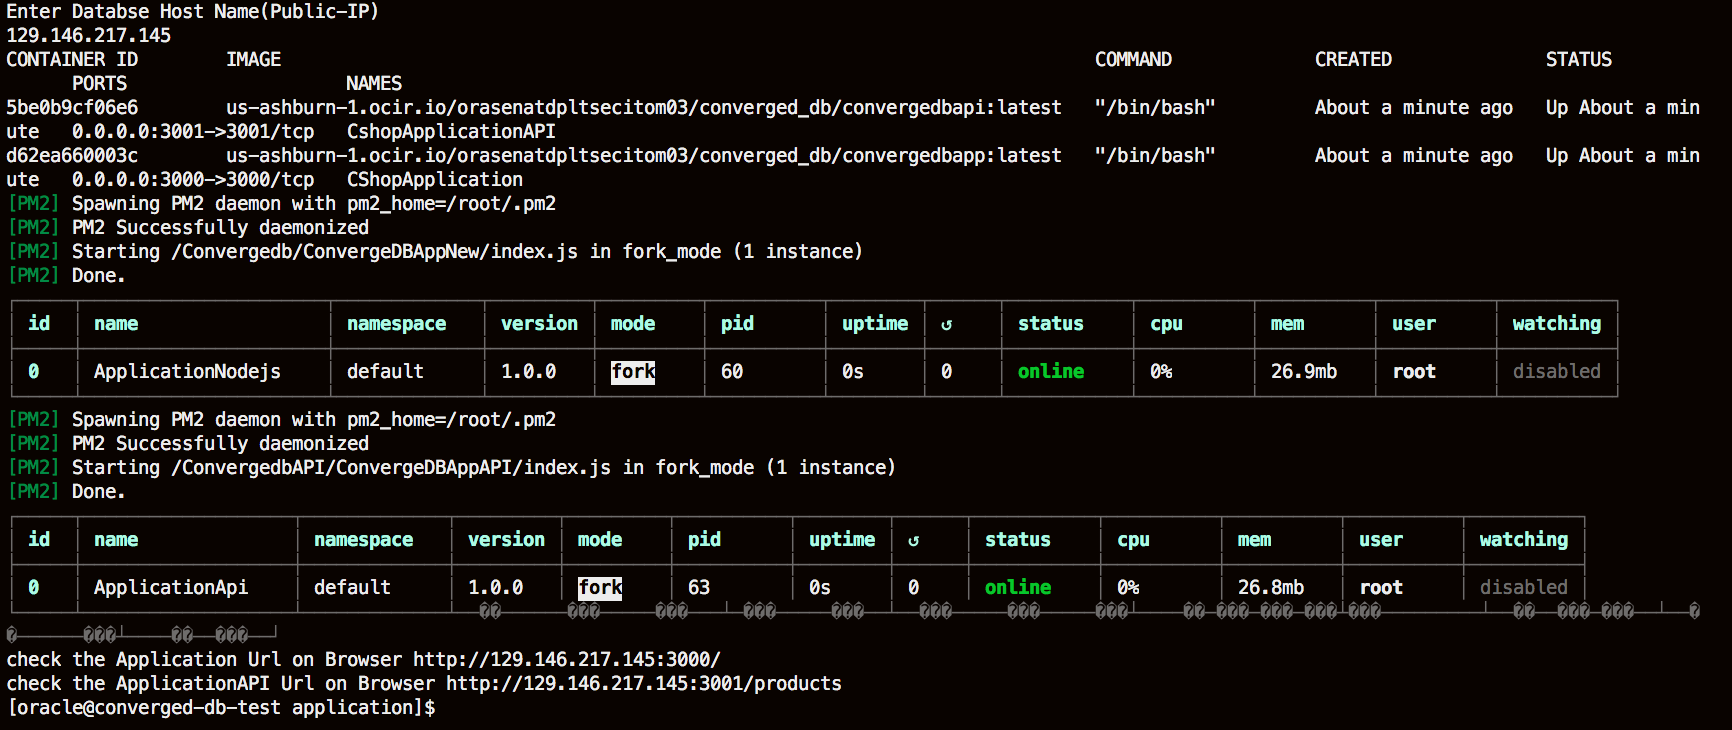 Enter Databse Host Name(Public-IP)
129.146.217.145
CONTAINER ID        IMAGE                                                                          COMMAND             CREATED              STATUS
      PORTS                    NAMES
5be0b9cf06e6        us-ashburn-1.ocir.io/orasenatdpltsecitom03/converged_db/convergedbapi:latest   "/bin/bash"         About a minute ago   Up About a min
ute   0.0.0.0:3001->3001/tcp   CshopApplicationAPI
d62ea660003c        us-ashburn-1.ocir.io/orasenatdpltsecitom03/converged_db/convergedbapp:latest   "/bin/bash"         About a minute ago   Up About a min
ute   0.0.0.0:3000->3000/tcp   CShopApplication
[PM2] Spawning PM2 daemon with pm2_home=/root/.pm2
[PM2] PM2 Successfully daemonized
[PM2] Starting /Convergedb/ConvergeDBAppNew/index.js in fork_mode (1 instance)
[PM2] Done.
id name namespace version mode pid uptime ↺ status cpu mem user watching
0 ApplicationNodejs default 1.0.0 fork 60 0s 0 online 0% 26.9mb root disabled
[PM2] Spawning PM2 daemon with pm2_home=/root/.pm2
[PM2] PM2 Successfully daemonized
[PM2] Starting /ConvergedbAPI/ConvergeDBAppAPI/index.js in fork_mode (1 instance)
[PM2] Done.
id name namespace version mode pid uptime ↺ status cpu mem user watching
0 ApplicationApi default 1.0.0 fork 63 0s 0 online 0% 26.8mb root disabled
check the Application Url on Browser http://129.146.217.145:3000/
check the ApplicationAPI Url on Browser http://129.146.217.145:3001/products
[oracle@converged-db-test application]$